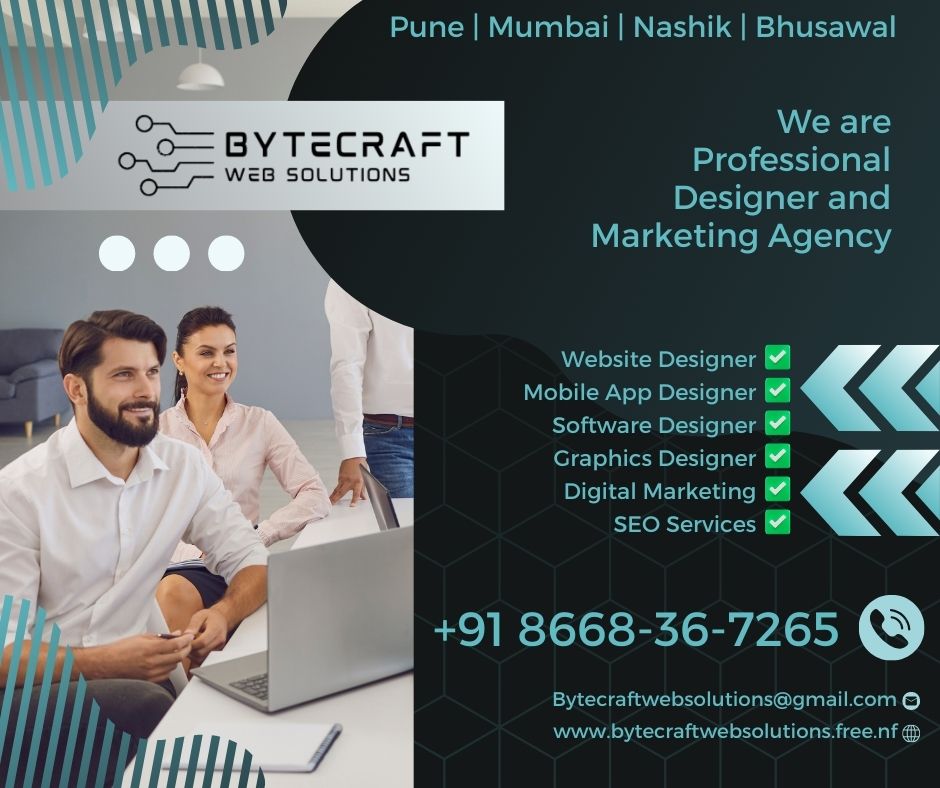 Pune | Mumbai | Nashik | Bhusawal
BYTECRAFT
WEB SOLUTIONS
We are
Professional
Designer and
Marketing Agency
Website Designer ✅
Mobile App Designer ✅
Software Designer ✅
Graphics Designer ✅
Digital Marketing ✅
SEO Services ✅
+91 8668-36-7265
Bytecraftwebsolutions@gmail.com
www.bytecraftwebsolutions.free.nf